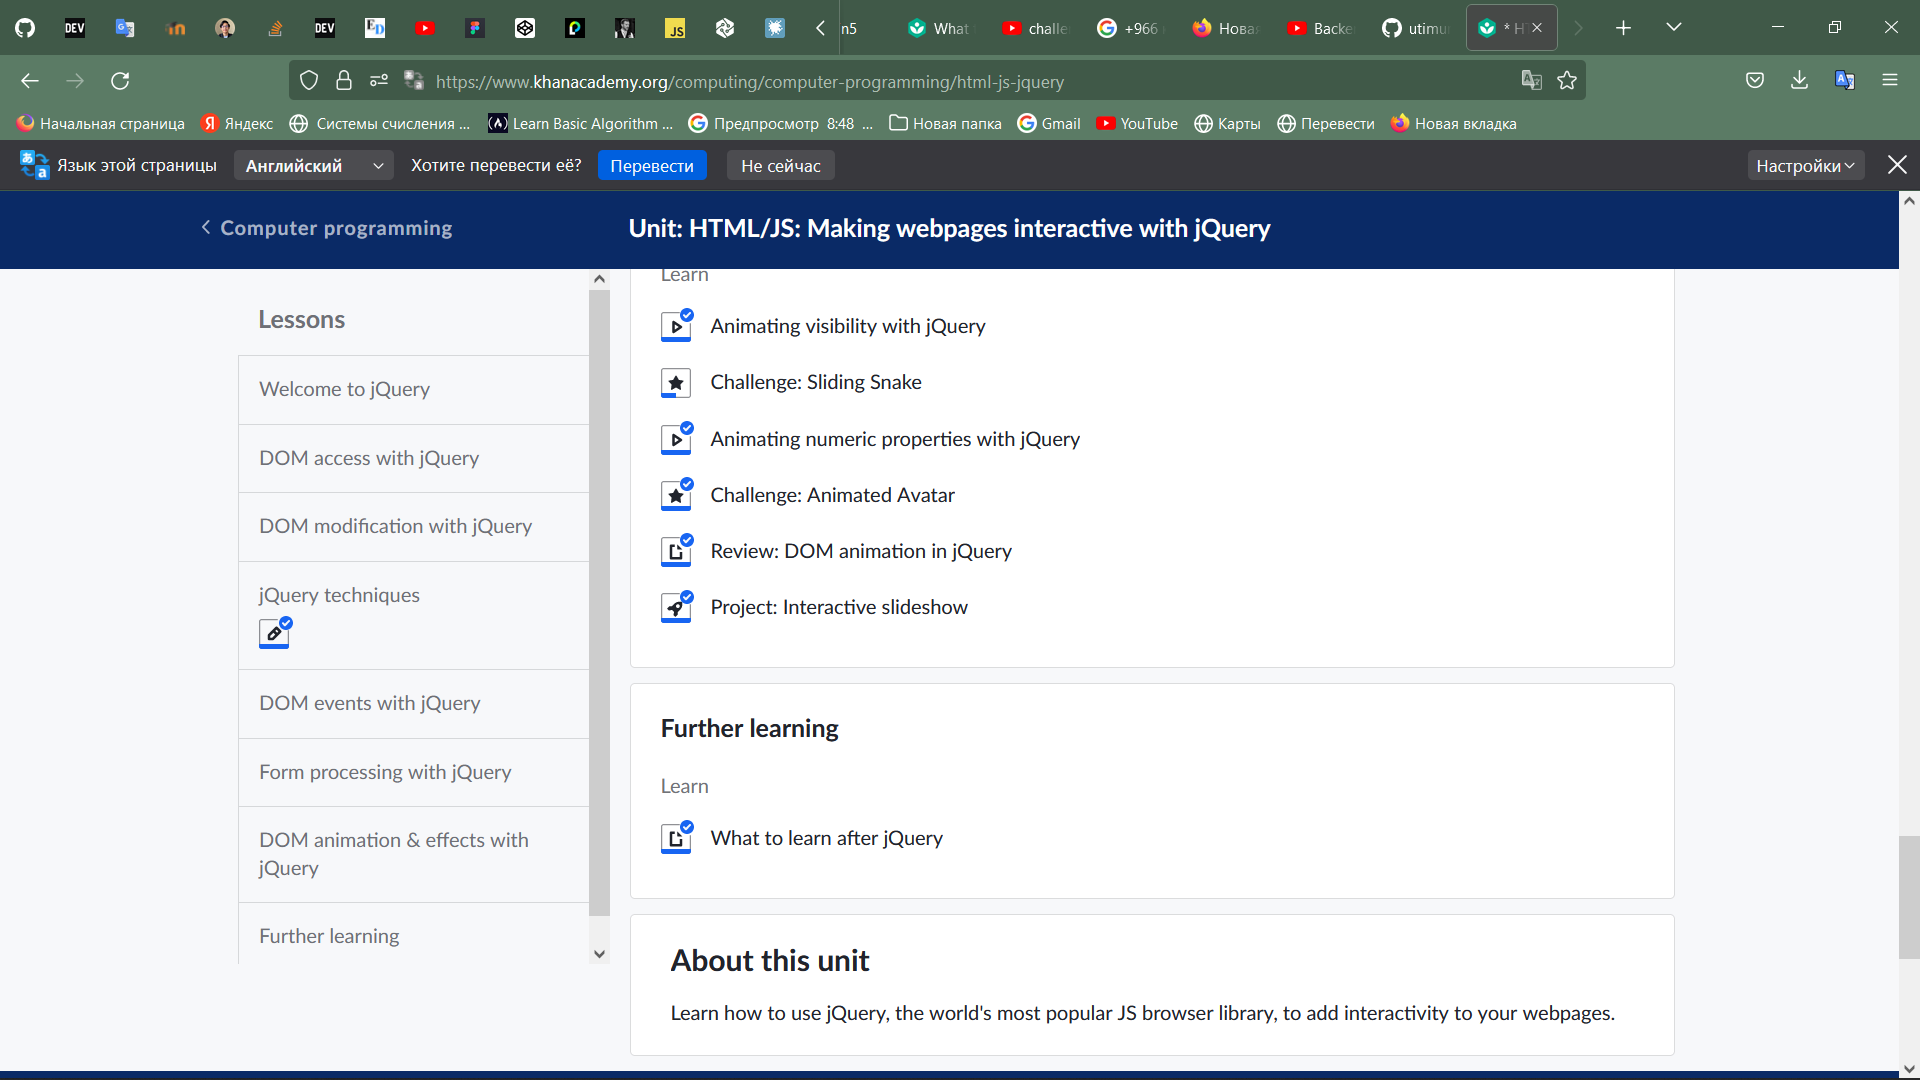 DEV
DEV
ED
JS
n5
What
challe
+966
Нова
Backe
utimu
* H
https://www.khanacademy.org/computing/computer-programming/html-js-jquery
Начальная страница
Яндекс
Системы счисления ...
Learn Basic Algorithm ...
Предпросмотр 8:48 ...
Новая папка
Gmail
YouTube
Карты
Перевести
Новая вкладка
Язык этой страницы
Английский
Хотите перевести её?
Перевести
Не сейчас
Настройки
Computer programming
Unit: HTML/JS: Making webpages interactive with jQuery
Lessons
Welcome to jQuery
DOM access with jQuery
DOM modification with jQuery
jQuery techniques
DOM events with jQuery
Form processing with jQuery
DOM animation & effects with
jQuery
Further learning
Learn
Animating visibility with jQuery
Challenge: Sliding Snake
Animating numeric properties with jQuery
Challenge: Animated Avatar
Review: DOM animation in jQuery
Project: Interactive slideshow
Further learning
Learn
What to learn after jQuery
About this unit
Learn how to use jQuery, the world's most popular JS browser library, to add interactivity to your webpages.